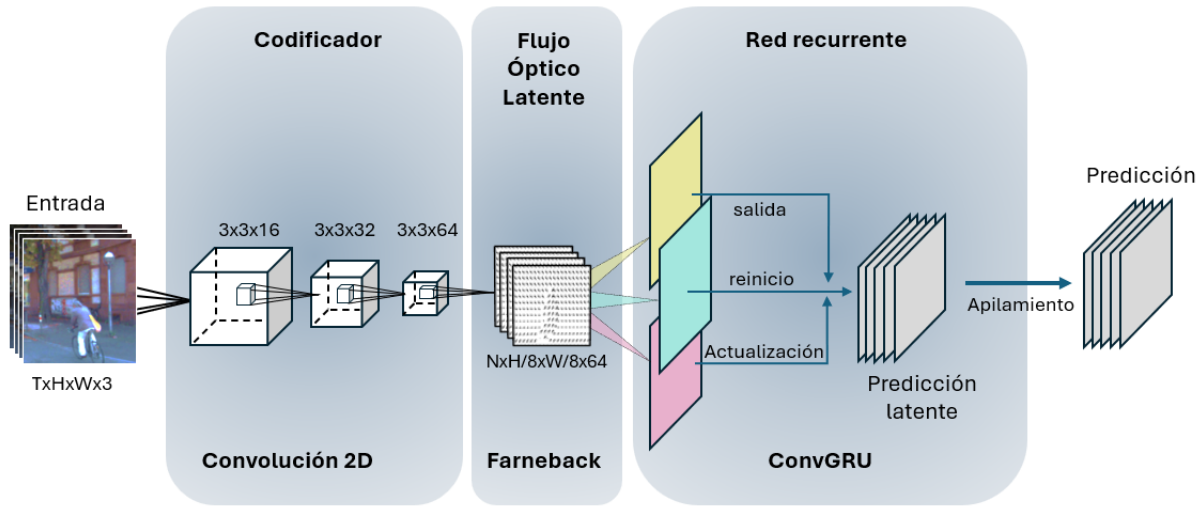 Codificador
Flujo
Óptico
Latente
Red recurrente
Entrada
Predicción
3x3x16
3x3x32
3x3x64
salida
reinicio
Actualización
Apilamiento
NxH/8xW/8x64
TxHxWx3
Predicción
latente
Convolución 2D
Farneback
ConvGRU